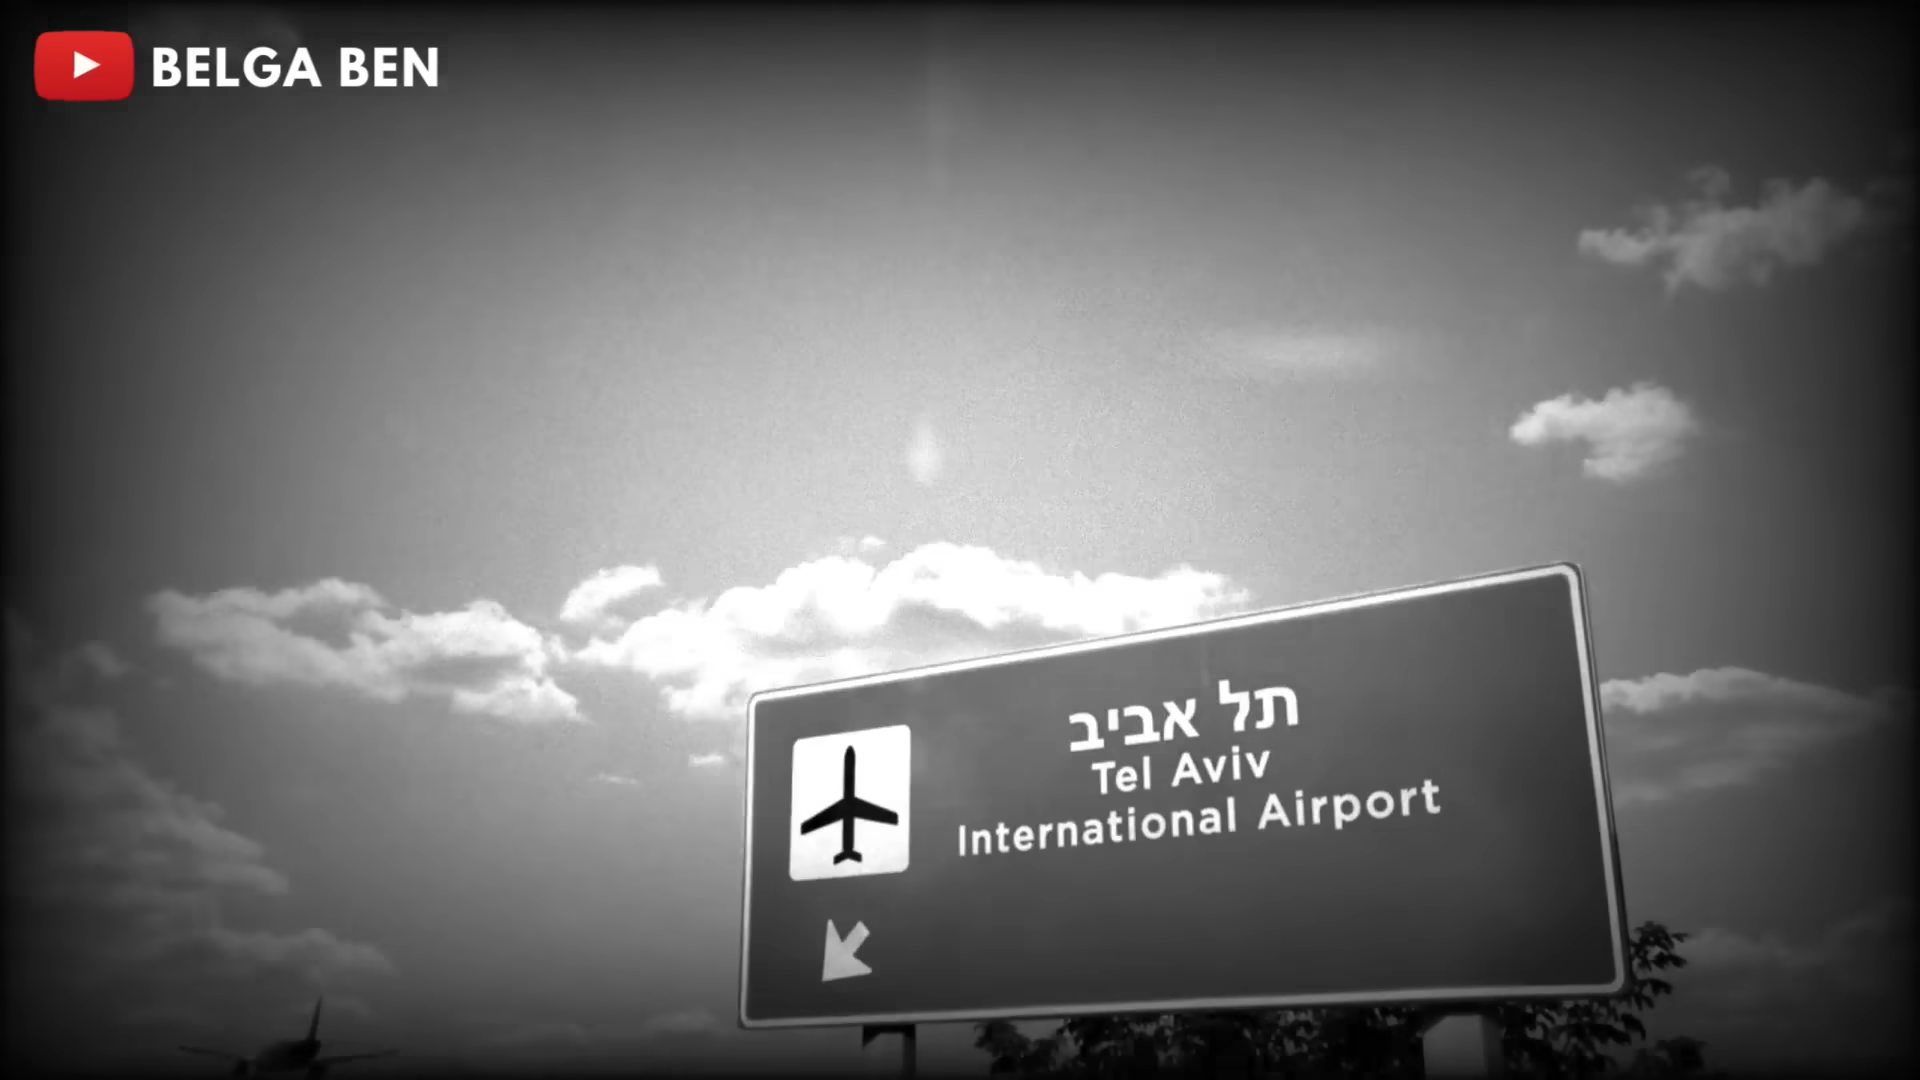 BELGA BEN
תל אביב
Tel Aviv
International Airport